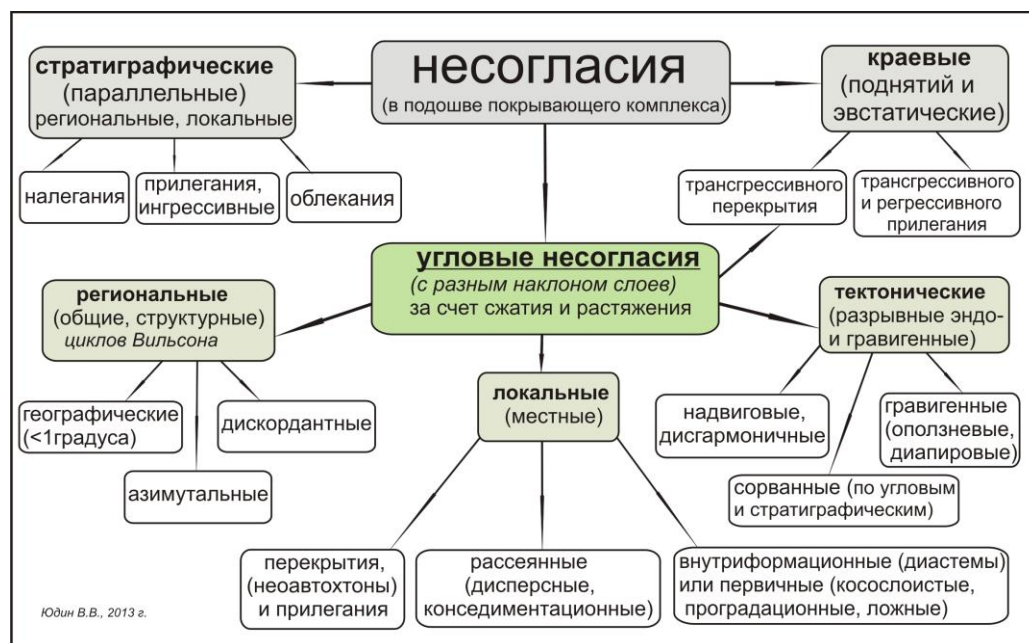 несогласия
(в подошве покрывающего комплекса)
стратиграфические
(параллельные)
региональные, локальные
краевые
(поднятий и
эвстатические)
налегания
прилегания,
ингрессивные
облекания
трансгрессивного
перекрытия
трансгрессивного
и регрессивного
прилегания
угловые несогласия
(с разным наклоном слоев)
за счет сжатия и растяжения
региональные
(общие, структурные)
циклов Вильсона
тектонические
(разрывные эндо-
и гравигенные)
географические
(<1градуса)
дискордантные
азимутальные
локальные
(местные)
надвиговые,
дисгармоничные
гравигенные
(оползневые,
диапировые)
сорванные (по угловым
и стратиграфическим)
перекрытия,
(неоавтохтоны)
и прилегания
рассеянные
(дисперсные,
конседиментационные)
внутриформационные (диастемы)
или первичные (косослоистые,
проградационные, ложные)
Юдин В.В., 2013 г.